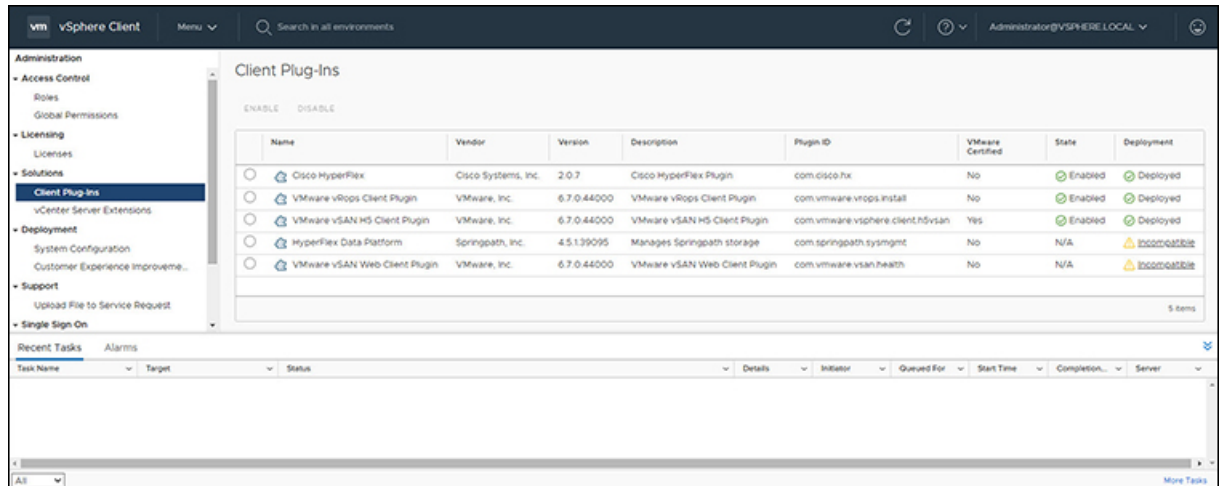 vm vSphere Client Menu Search in all environments Administrator@VSPHERE.LOCAL
Administration
Access Control
Roles
Global Permissions
Licensing
Licenses
Solutions
Client Plug-Ins
vCenter Server Extensions
Deployment
System Configuration
Customer Experience Improveme...
Support
Upload File to Service Request
Single Sign On
Client Plug-Ins
ENABLE DISABLE
Name Vendor Version Description Plugin ID VMware Certified State Deployment
Cisco HyperFlex Cisco Systems, Inc. 2.0.7 Cisco HyperFlex Plugin com.cisco.hx No Enabled Deployed
VMware vRops Client Plugin VMware, Inc. 6.7.0.44000 VMware vRops Client Plugin com.vmware.vrops.install No Enabled Deployed
VMware vSAN H5 Client Plugin VMware, Inc. 6.7.0.44000 VMware vSAN H5 Client Plugin com.vmware.vsphere.client.h5vsan Yes Enabled Deployed
HyperFlex Data Platform Springpath, Inc. 4.5.1.39095 Manages Springpath storage com.springpath.sysmgmt No N/A Incompatible
VMware vSAN Web Client Plugin VMware, Inc. 6.7.0.44000 VMware vSAN Web Client Plugin com.vmware.vsan.health No N/A Incompatible
5 items
Recent Tasks Alarms
Task Name Target Status Details Initiator Queued For Start Time Completion... Server
All More Tasks